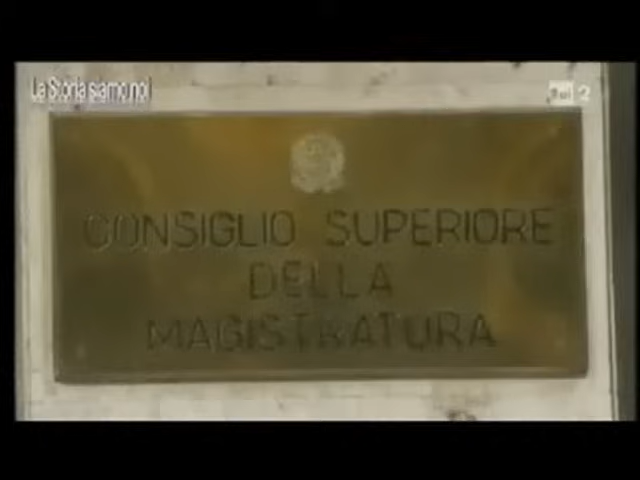 La Storia siamo noi
Rai 2
CONSIGLIO SUPERIORE
DELLA
MAGISTRATURA